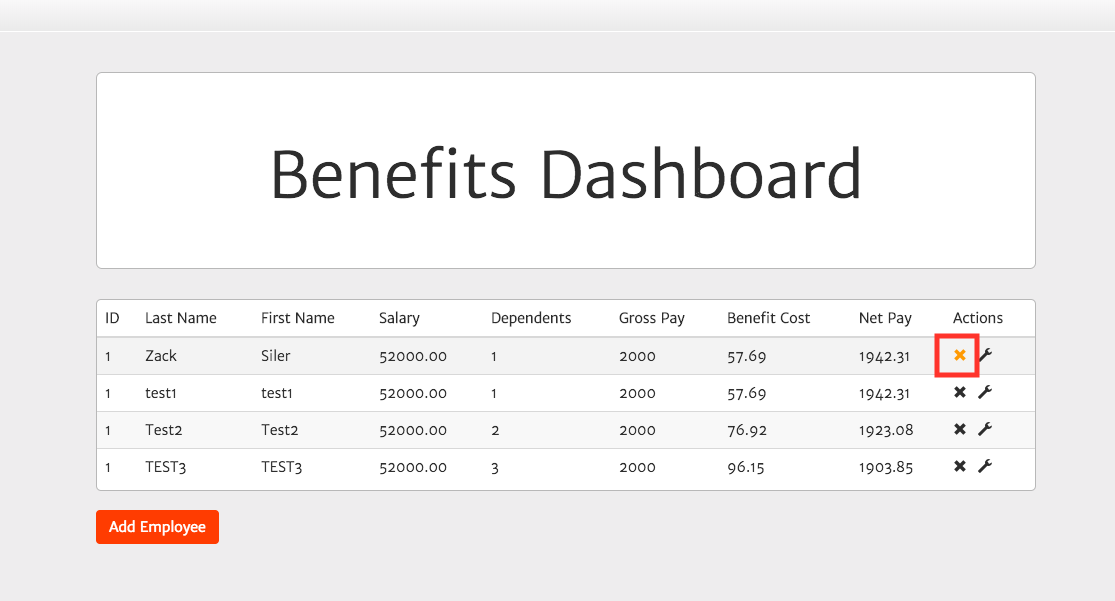 Benefits Dashboard
ID Last Name First Name Salary Dependents Gross Pay Benefit Cost Net Pay Actions
1 Zack Siler 52000.00 1 2000 57.69 1942.31
1 test1 test1 52000.00 1 2000 57.69 1942.31
1 Test2 Test2 52000.00 2 2000 76.92 1923.08
1 TEST3 TEST3 52000.00 3 2000 96.15 1903.85
Add Employee